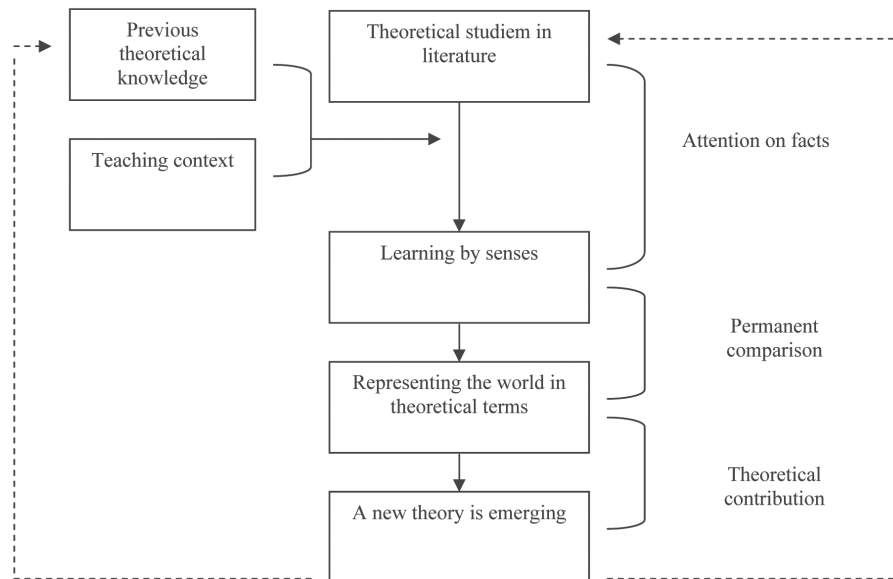 Previous
theoretical
knowledge
Theoretical studiem in
literature
Attention on facts
Teaching context
Learning by senses
Permanent
comparison
Representing the world in
theoretical terms
Theoretical
contribution
A new theory is emerging